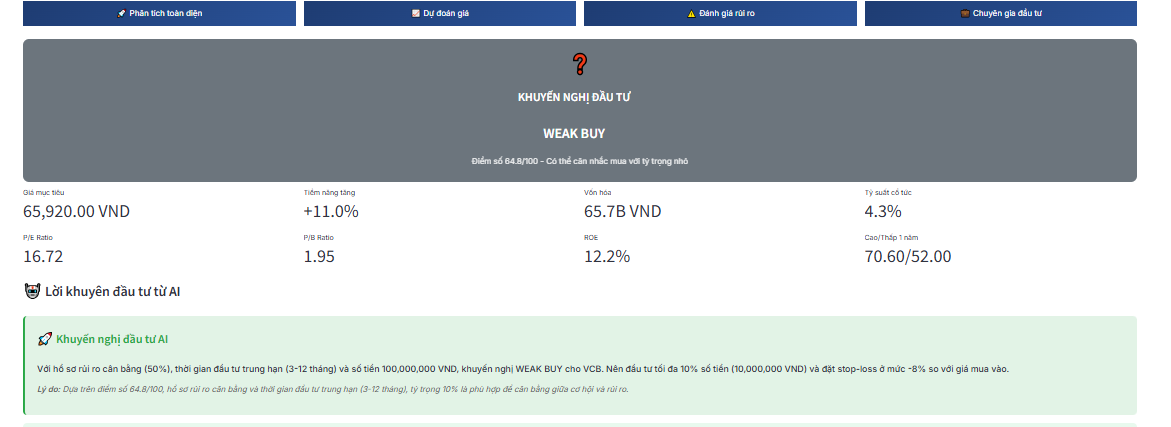 Phân tích toàn diện
Dự đoán giá
Đánh giá rủi ro
Chuyên gia đầu tư
KHUYẾN NGHỊ ĐẦU TƯ
WEAK BUY
Điểm số 64.8/100 - Có thể cân nhắc mua với tỷ trọng nhỏ
Giá mục tiêu
Tiềm năng tăng
Vốn hóa
Tỷ suất cổ tức
65,920.00 VND
+11.0%
65.7B VND
4.3%
P/E Ratio
P/B Ratio
ROE
Cao/Thấp 1 năm
16.72
1.95
12.2%
70.60/52.00
Lời khuyên đầu tư từ AI
Khuyến nghị đầu tư AI
Với hồ sơ rủi ro cân bằng (50%), thời gian đầu tư trung hạn (3-12 tháng) và số tiền 100,000,000 VND, khuyến nghị WEAK BUY cho VCB. Nên đầu tư tối đa 10% số tiền (10,000,000 VND) và đặt stop-loss ở mức -8% so với giá mua vào.
Lý do: Dựa trên điểm số 64.8/100, hồ sơ rủi ro cân bằng và thời gian đầu tư trung hạn (3-12 tháng), tỷ trọng 10% là phù hợp để cân bằng giữa cơ hội và rủi ro.